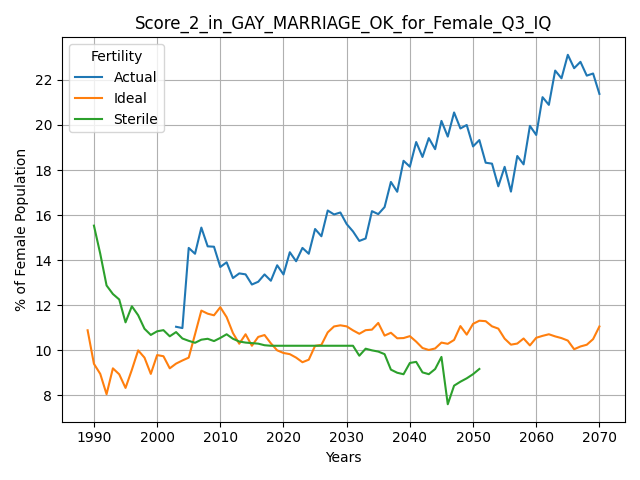 Score_2_in_GAY_MARRIAGE_OK_for_Female_Q3_IQ
Fertility
Actual
Ideal
Sterile
% of Female Population
22
20
18
16
14
12
10
8
1990 2000 2010 2020 2030 2040 2050 2060 2070
Years